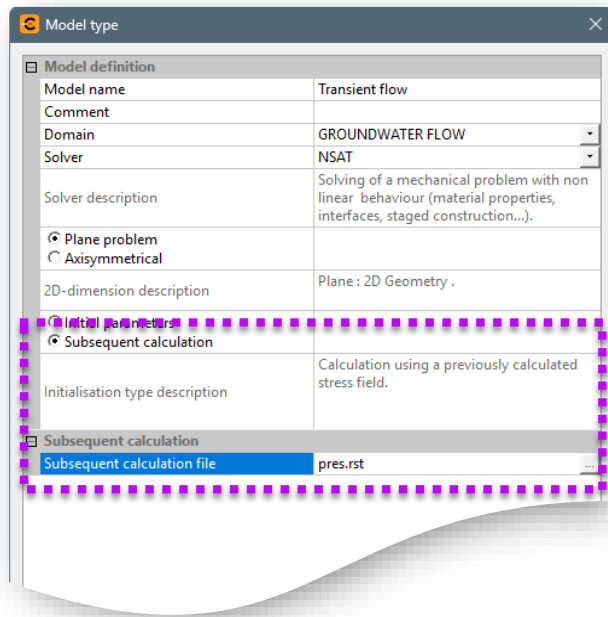 Model type
Model definition
Model name Transient flow
Comment
Domain GROUNDWATER FLOW
Solver NSAT
Solver description Solving of a mechanical problem with non
linear behaviour (material properties,
interfaces, staged construction...).
Plane problem
Axisymmetrical
2D-dimension description Plane : 2D Geometry .
Initial parameters
Subsequent calculation
Initialisation type description Calculation using a previously calculated
stress field.
Subsequent calculation
Subsequent calculation file pres.rst ...